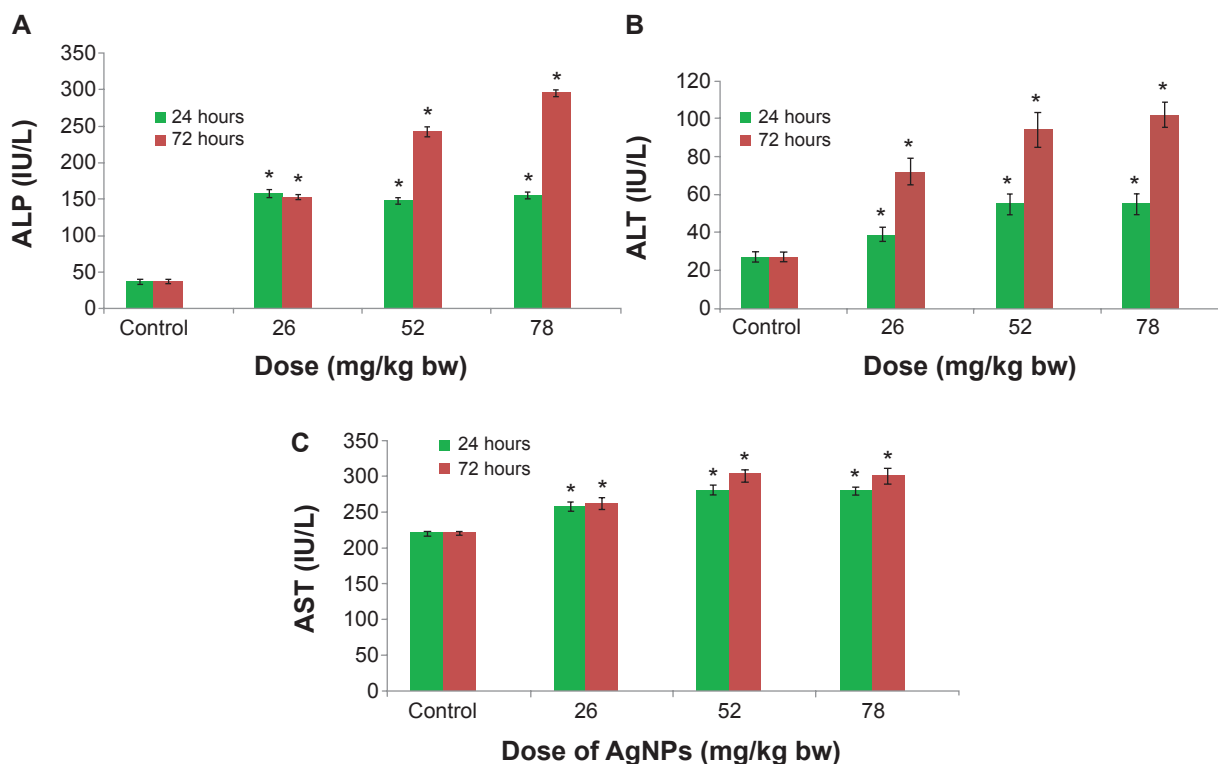 A
350
300
250
200
150
100
50
0
ALP (IU/L)
24 hours
72 hours
* * * * * *
Control 26 52 78
Dose (mg/kg bw)
B
120
100
80
60
40
20
0
ALT (IU/L)
24 hours
72 hours
* * * * * *
Control 26 52 78
Dose (mg/kg bw)
C
350
300
250
200
150
100
50
0
AST (IU/L)
24 hours
72 hours
* * * * * *
Control 26 52 78
Dose of AgNPs (mg/kg bw)